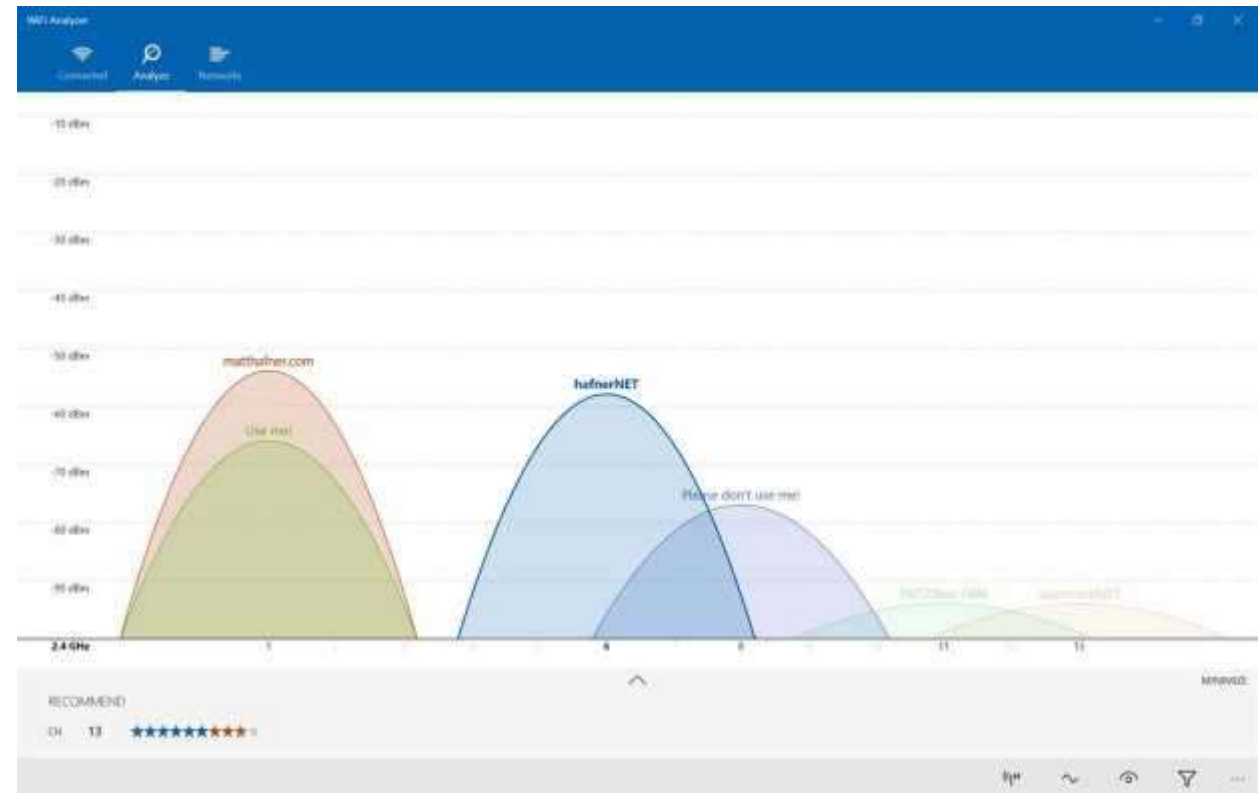 WiFi Analyzer
Connected Analyze Networks
-10 dBm
-20 dBm
-30 dBm
-40 dBm
-50 dBm
matthafner.com
hafnerNET
-60 dBm
Use me!
-70 dBm
Please don't use me!
-80 dBm
-90 dBm
2.4 GHz 1 6 8 11 13
RECOMMEND
CH 13